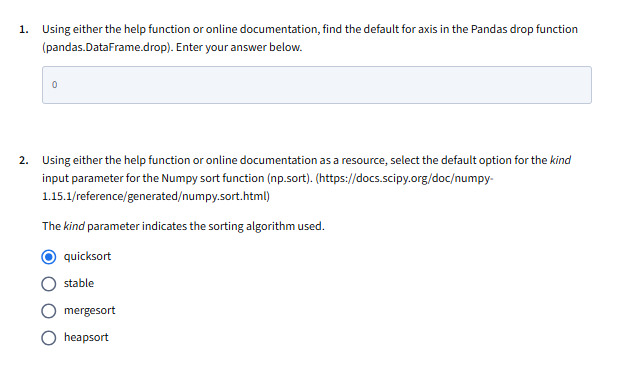 1. Using either the help function or online documentation, find the default for axis in the Pandas drop function
(pandas.DataFrame.drop). Enter your answer below.
0
2. Using either the help function or online documentation as a resource, select the default option for the kind
input parameter for the Numpy sort function (np.sort). (https://docs.scipy.org/doc/numpy-
1.15.1/reference/generated/numpy.sort.html)
The kind parameter indicates the sorting algorithm used.
quicksort
stable
mergesort
heapsort